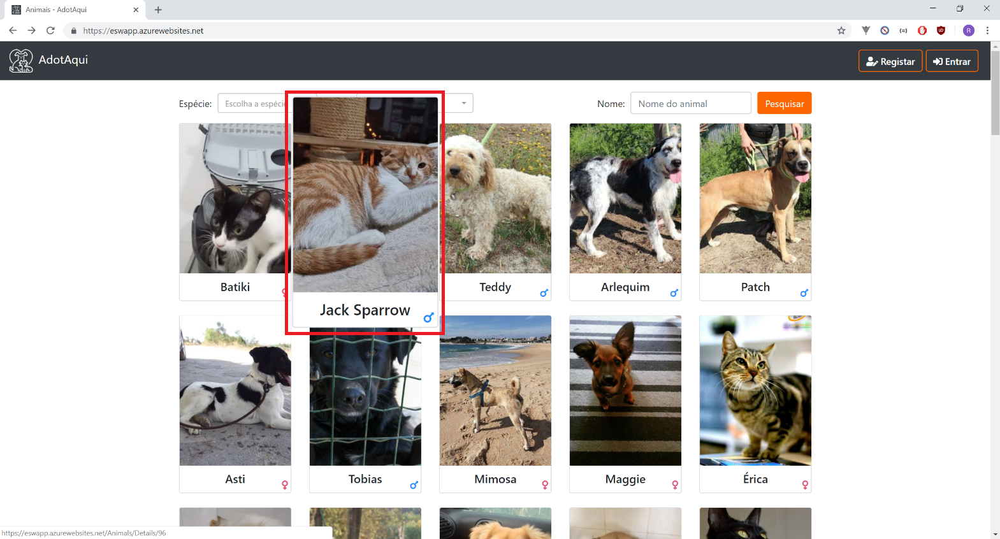 Animais - AdotAqui
https://eswapp.azurewebsites.net
R
AdotAqui
Registar
Entrar
Espécie:
Escolha a espéci
Nome:
Nome do animal
Pesquisar
Batiki
Jack Sparrow
Teddy
Arlequim
Patch
Asti
Tobias
Mimosa
Maggie
Érica
https://eswapp.azurewebsites.net/Animals/Details/96